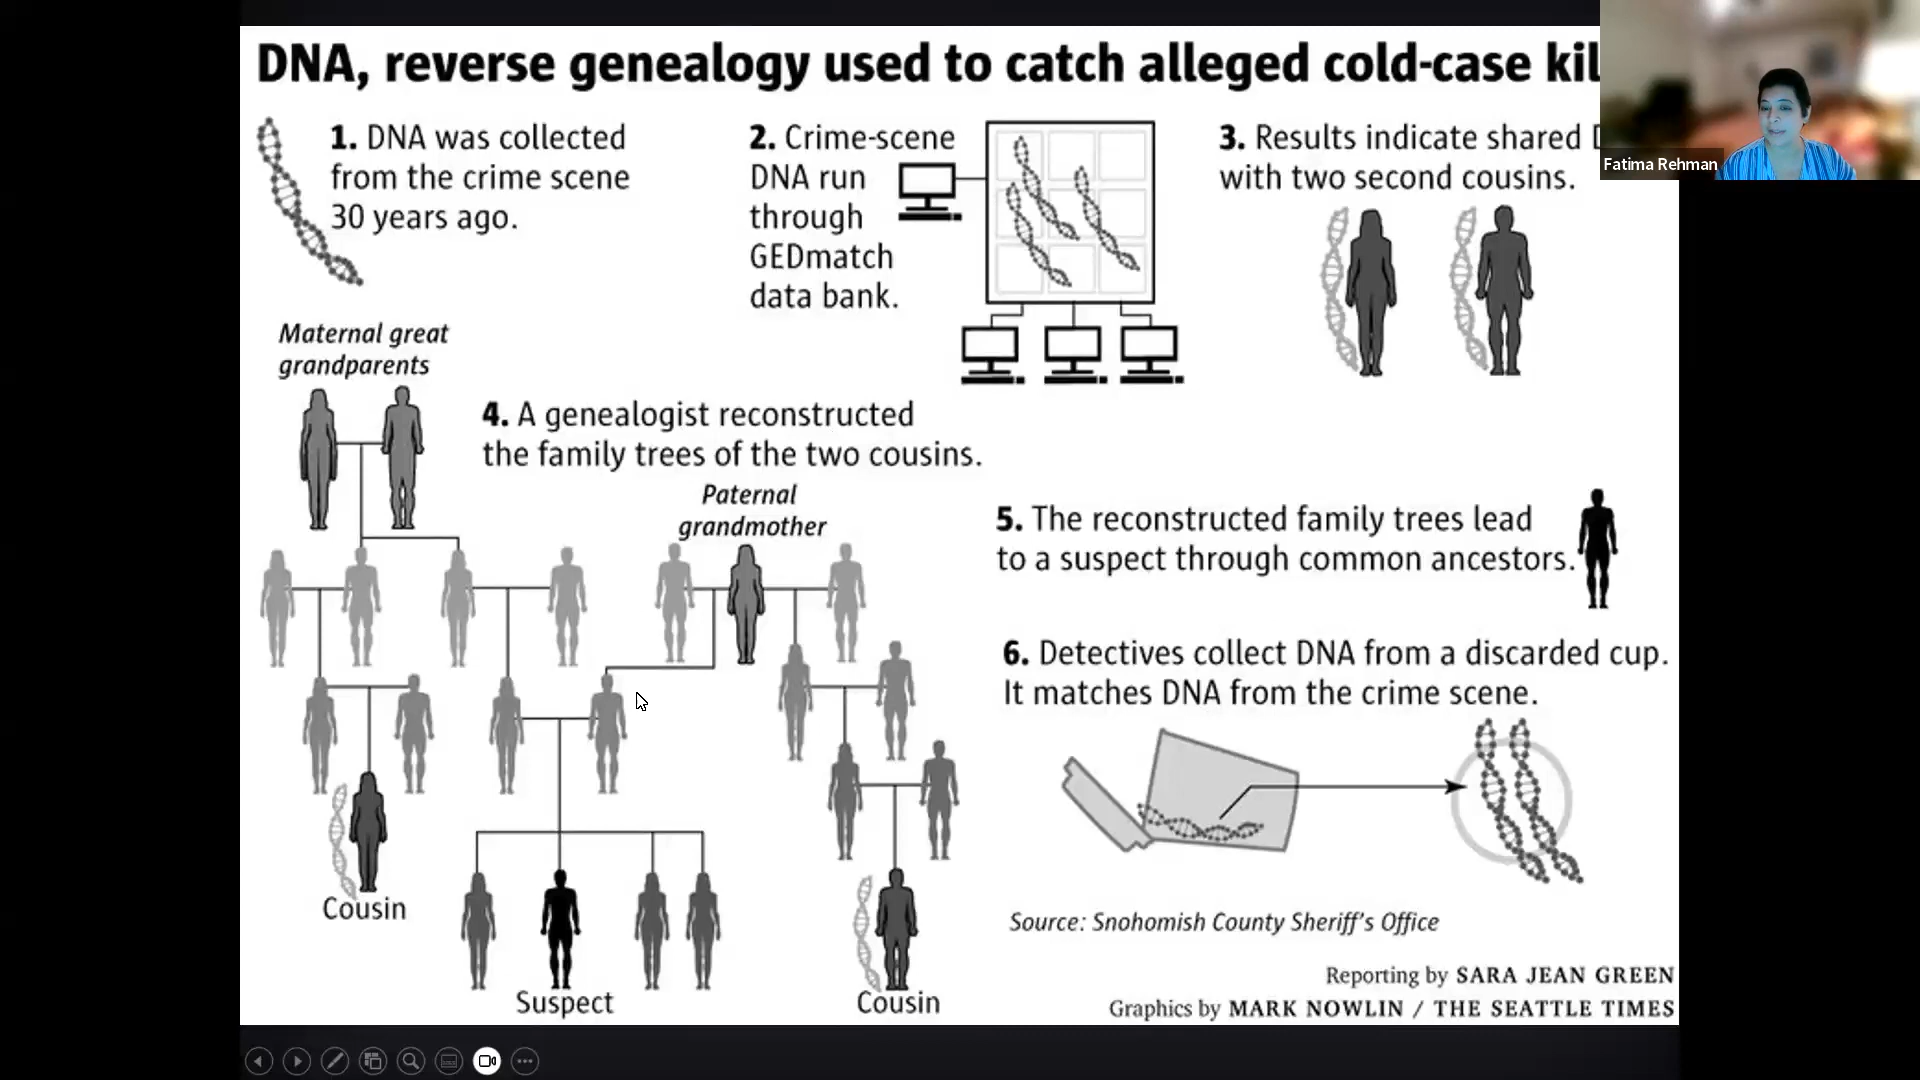 DNA, reverse genealogy used to catch alleged cold-case
Fatima Rehman
1. DNA was collected
from the crime scene
30 years ago.
2. Crime-scene
DNA run
through
GEDmatch
data bank.
3. Results indicate shared
with two second cousins.
Maternal great
grandparents
4. A genealogist reconstructed
the family trees of the two cousins.
Paternal
grandmother
5. The reconstructed family trees lead
to a suspect through common ancestors.
6. Detectives collect DNA from a discarded cup.
It matches DNA from the crime scene.
Cousin
Suspect
Cousin
Source: Snohomish County Sheriff's Office
Reporting by SARA JEAN GREEN
Graphics by MARK NOWLIN / THE SEATTLE TIMES